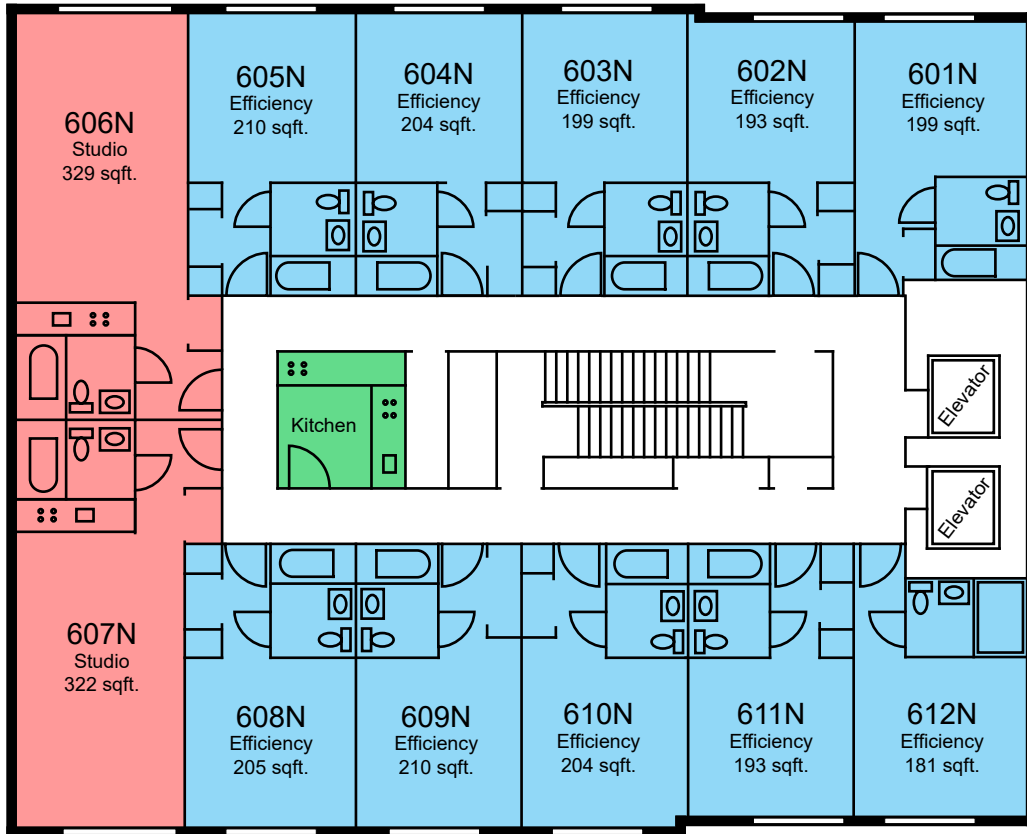 605N
Efficiency
210 sqft.
604N
Efficiency
204 sqft.
603N
Efficiency
199 sqft.
602N
Efficiency
193 sqft.
601N
Efficiency
199 sqft.
606N
Studio
329 sqft.
Kitchen
Elevator
Elevator
607N
Studio
322 sqft.
608N
Efficiency
205 sqft.
609N
Efficiency
210 sqft.
610N
Efficiency
204 sqft.
611N
Efficiency
193 sqft.
612N
Efficiency
181 sqft.